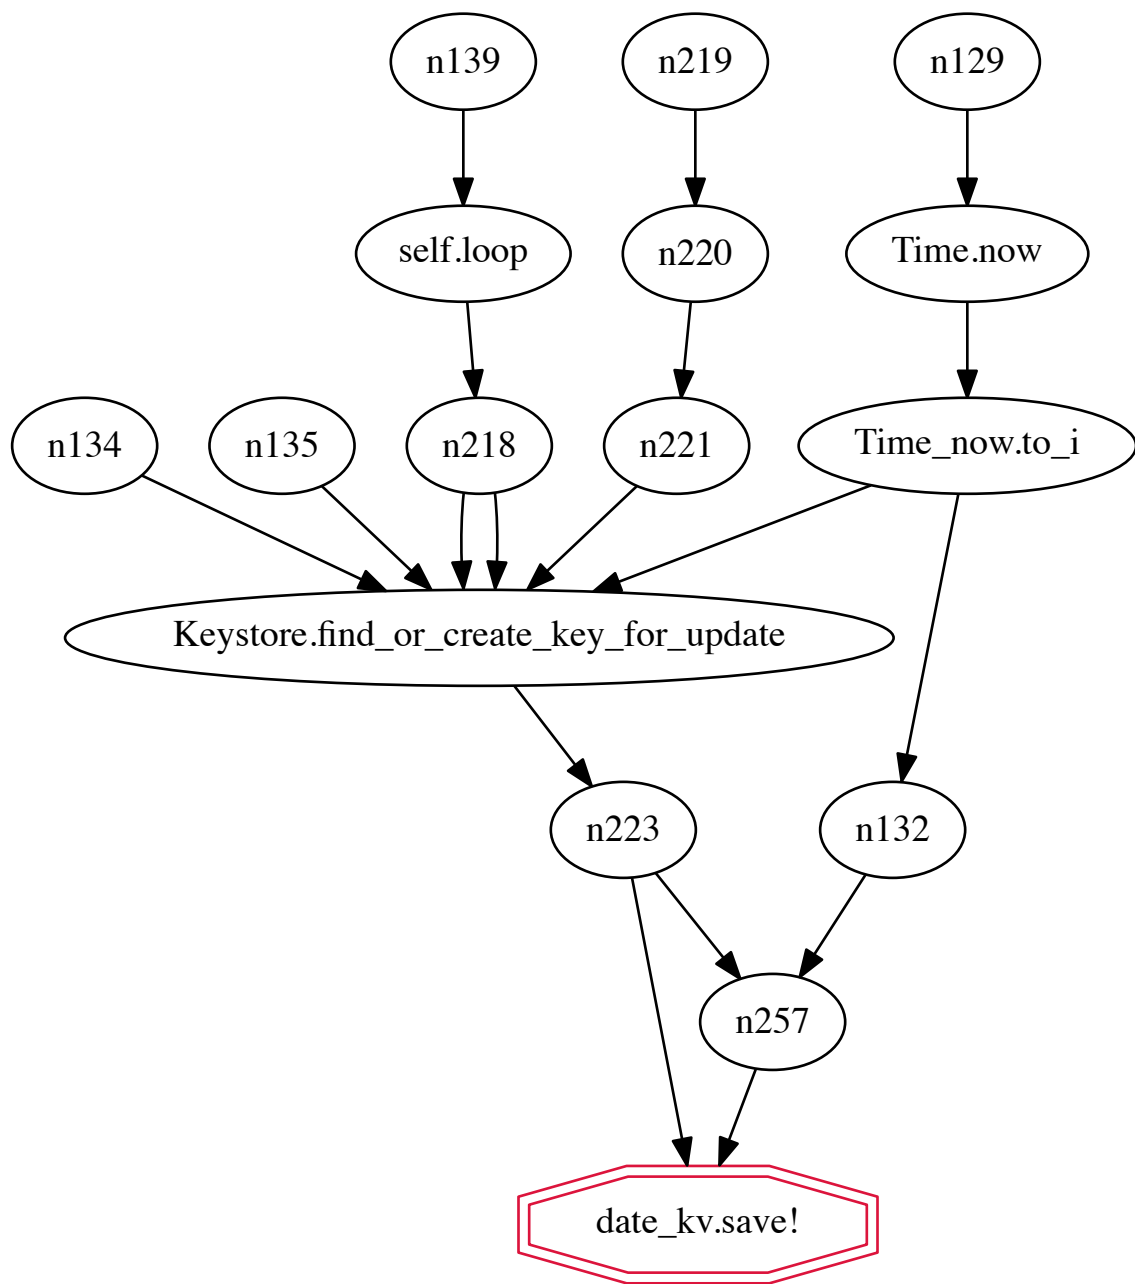 n139
n219
n129
self.loop
n220
Time.now
n134
n135
n218
n221
Time_now.to_i
Keystore.find_or_create_key_for_update
n223
n132
n257
date_kv.save!